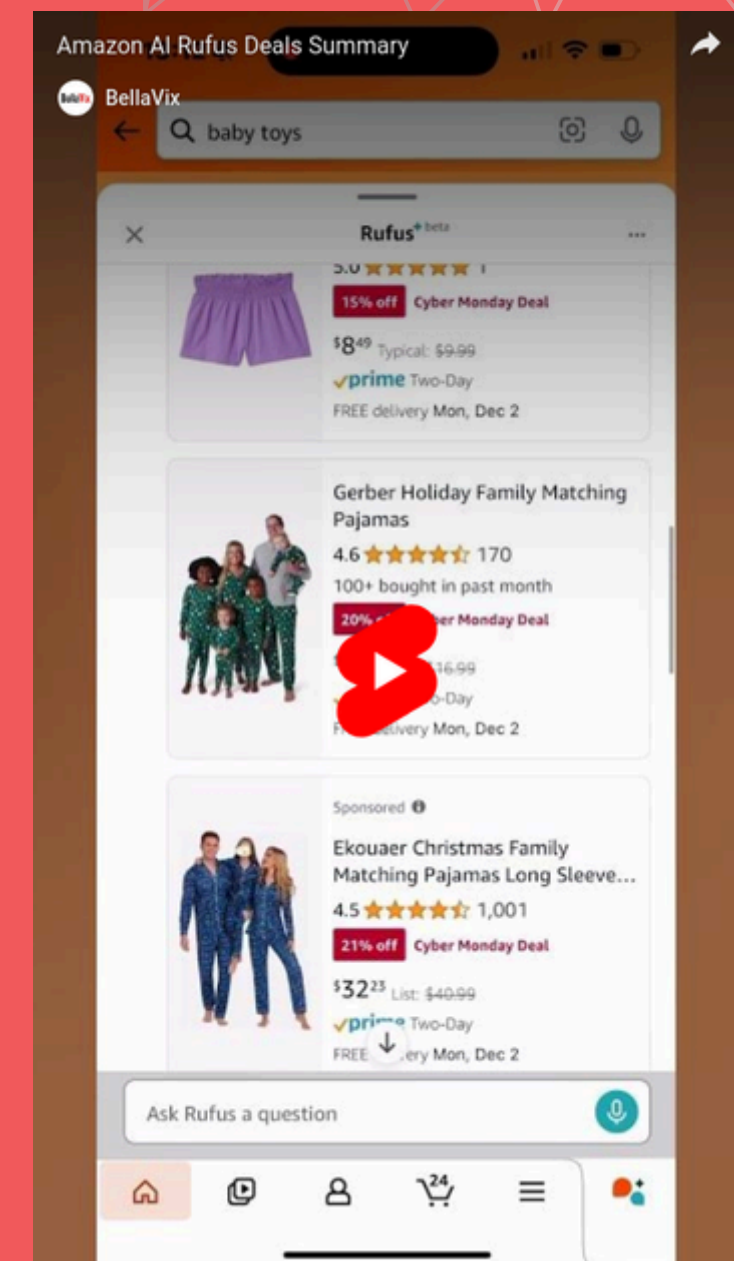 Amazon AI Rufus Deals Summary
BellaVix
baby toys
Rufus beta
5.0 1
15% off Cyber Monday Deal
$8.49 Typical: $9.99
prime Two-Day
FREE delivery Mon, Dec 2
Gerber Holiday Family Matching
Pajamas
4.6 170
100+ bought in past month
20% Monday Deal
16.99
Day
delivery Mon, Dec 2
Sponsored
Ekouaer Christmas Family
Matching Pajamas Long Sleeve...
4.5 1,001
21% off Cyber Monday Deal
$32.23 List: $40.99
prime Two-Day
FREE Mon, Dec 2
Ask Rufus a question
24